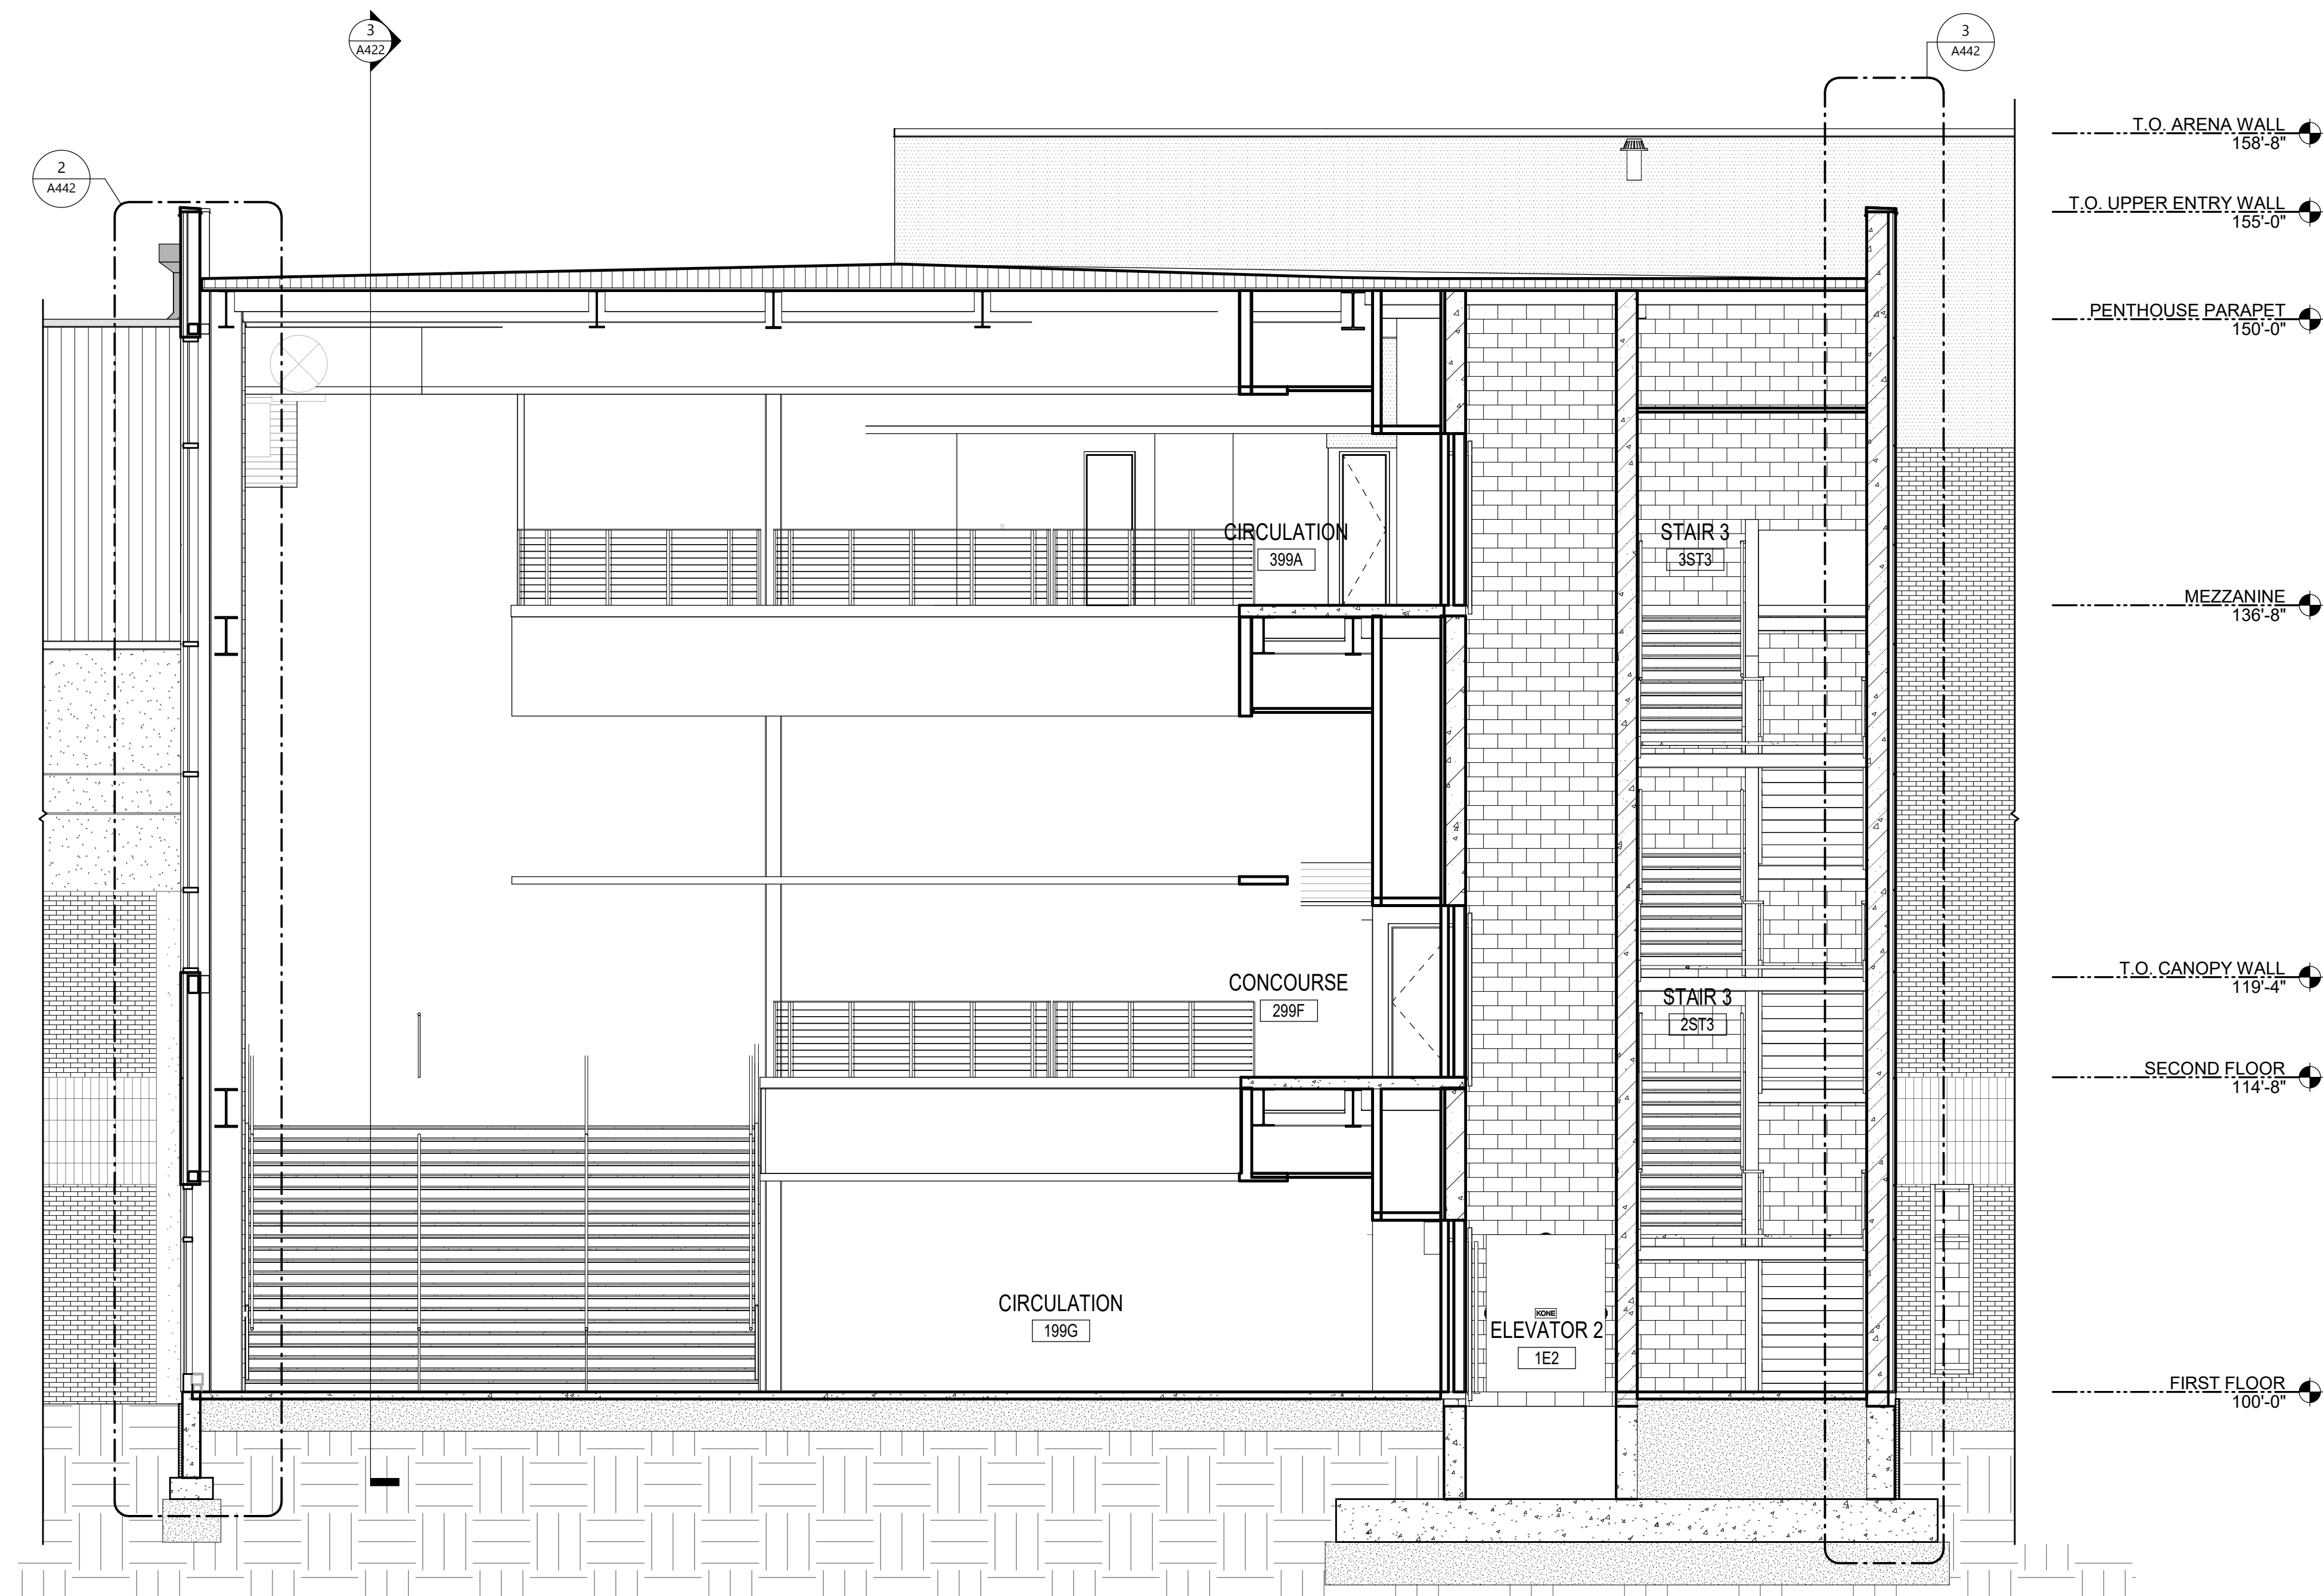 3
A422
3
A442
2
A442
T.O. ARENA WALL
158'-8"
T.O. UPPER ENTRY WALL
155'-0"
PENTHOUSE PARAPET
150'-0"
CIRCULATION
399A
STAIR 3
3ST3
MEZZANINE
136'-8"
CONCOURSE
299F
STAIR 3
2ST3
T.O. CANOPY WALL
119'-4"
SECOND FLOOR
114'-8"
CIRCULATION
199G
KONE
ELEVATOR 2
1E2
FIRST FLOOR
100'-0"